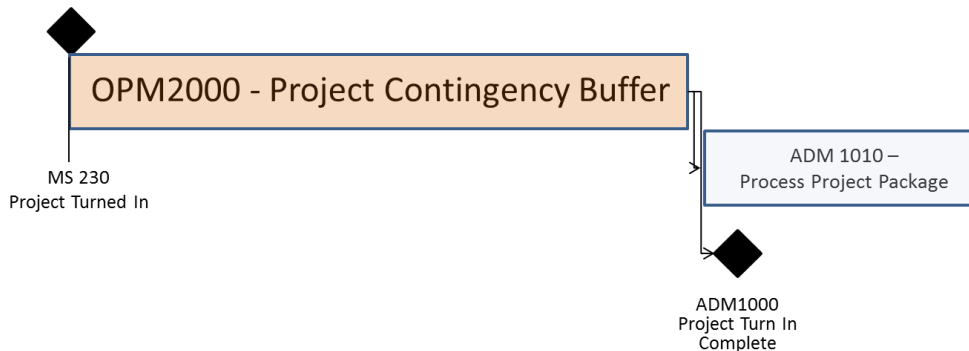 OPM2000 - Project Contingency Buffer
MS 230
Project Turned In
ADM 1010 –
Process Project Package
ADM1000
Project Turn In
Complete